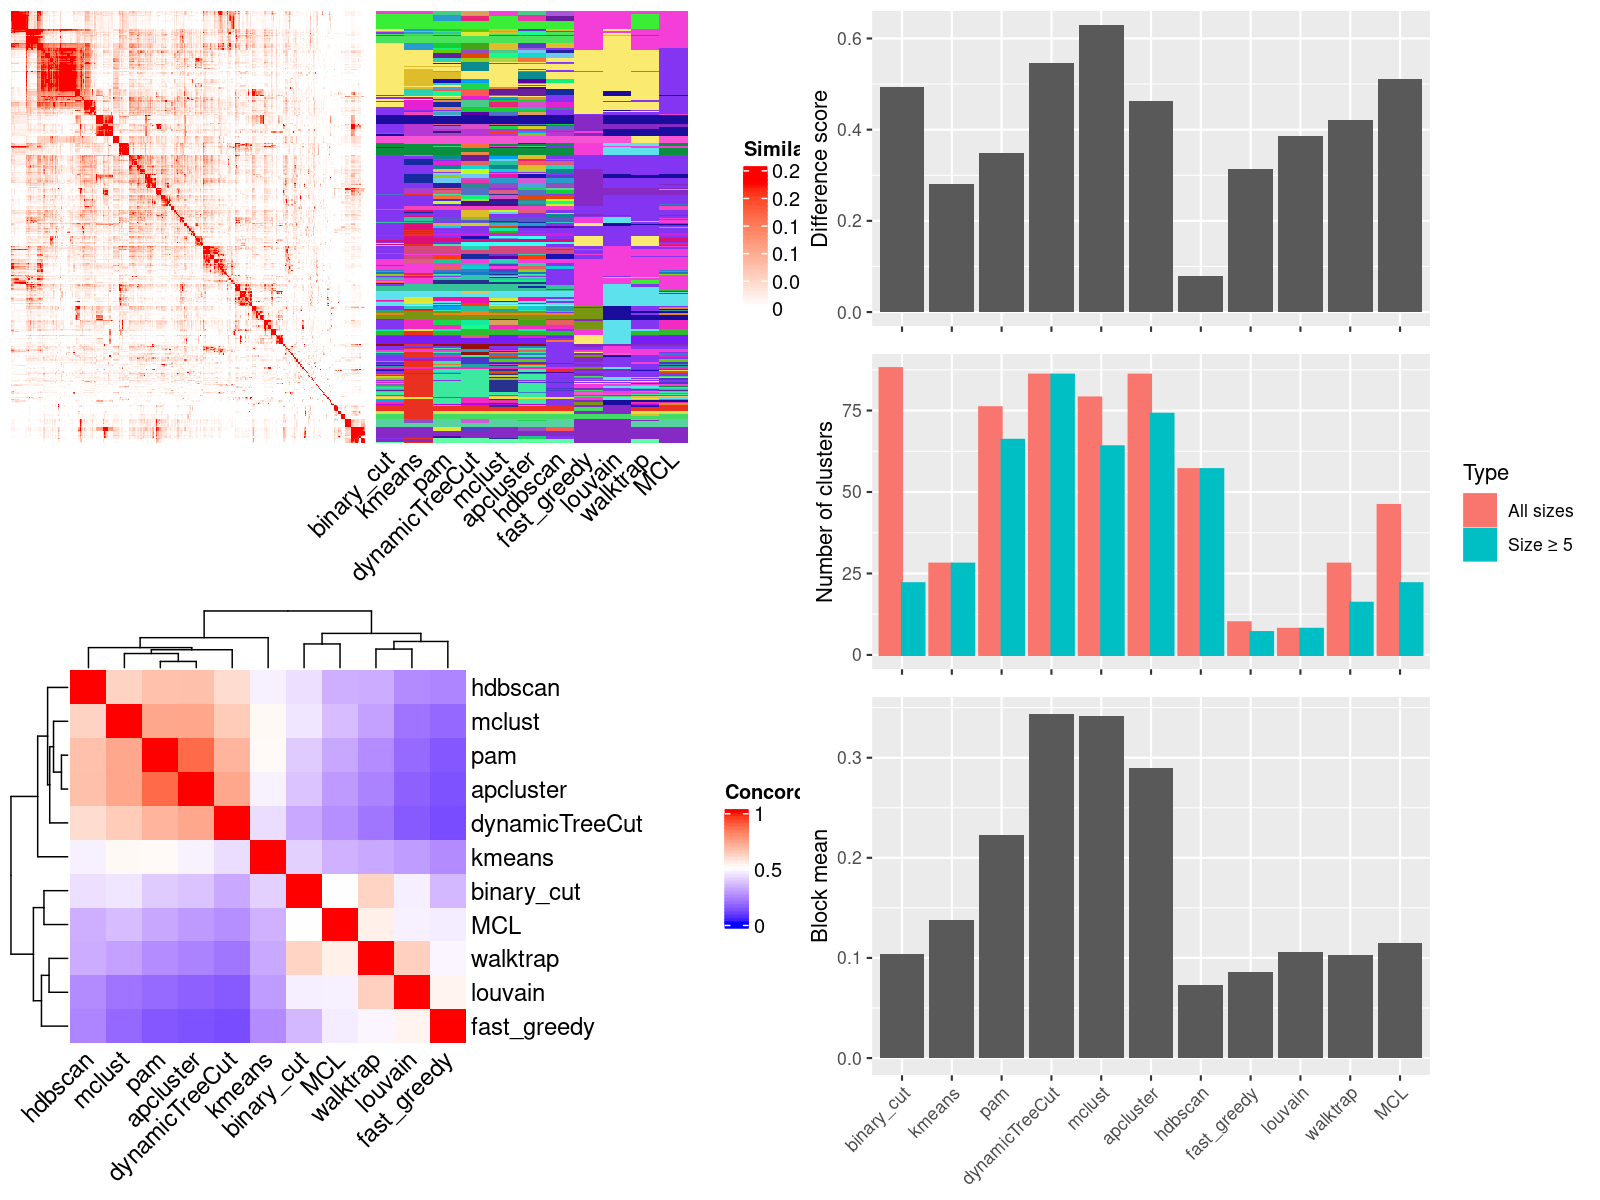 Simila
0.2
0.2
0.1
0.0
0
binary_cut
kmeans
pam
dynamicTreeCut
mclust
apcluster
hdbscan
fast_greedy
louvain
walktrap
MCL
hdbscan
mclust
pam
apcluster
dynamicTreeCut
kmeans
binary_cut
MCL
walktrap
louvain
fast_greedy
Concord
1
0.5
0
hdbscan
mclust
pam
apcluster
dynamicTreeCut
kmeans
binary_cut
MCL
walktrap
louvain
fast_greedy
Difference score
0.6
0.4
0.2
0.0
Number of clusters
75
50
25
0
Type
All sizes
Size ≥ 5
Block mean
0.3
0.2
0.1
0.0
binary_cut
kmeans
pam
dynamicTreeCut
mclust
apcluster
hdbscan
fast_greedy
louvain
walktrap
MCL